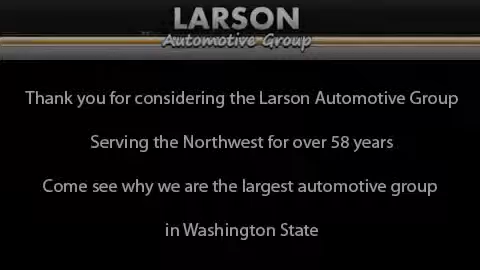 LARSON
Automotive Group
Thank you for considering the Larson Automotive Group
Serving the Northwest for over 58 years
Come see why we are the largest automotive group
in Washington State